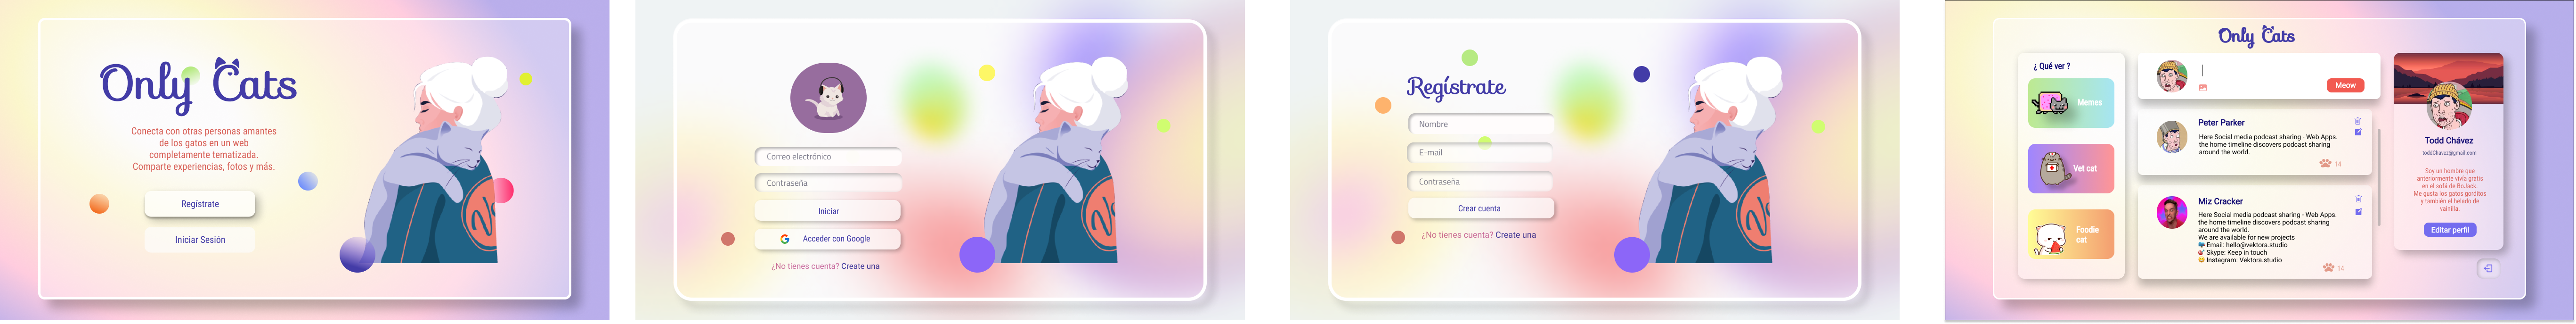 Only Cats
Conecta con otras personas amantes
de los gatos en un web
completamente tematizada.
Comparte experiencias, fotos y más.
Regístrate
Iniciar Sesión
Correo electrónico
Contraseña
Iniciar
Acceder con Google
¿No tienes cuenta? Create una
Regístrate
Nombre
E-mail
Contraseña
Crear cuenta
¿No tienes cuenta? Create una
Only Cats
¿ Qué ver ?
Memes
Vet cat
Foodie
cat
Meow
Peter Parker
Here Social media podcast sharing - Web Apps.
the home timeline discovers podcast sharing
around the world.
14
Miz Cracker
Here Social media podcast sharing - Web Apps.
the home timeline discovers podcast sharing
around the world.
We are available for new projects
Email: hello@vektora.studio
Skype: Keep in touch
Instagram: Vektora.studio
14
Todd Chávez
toddChavez@gmail.com
Soy un hombre que
anteriormente vivía gratis
en el sofá de BoJack.
Me gusta los gatos gorditos
y también el helado de
vainilla.
Editar perfil